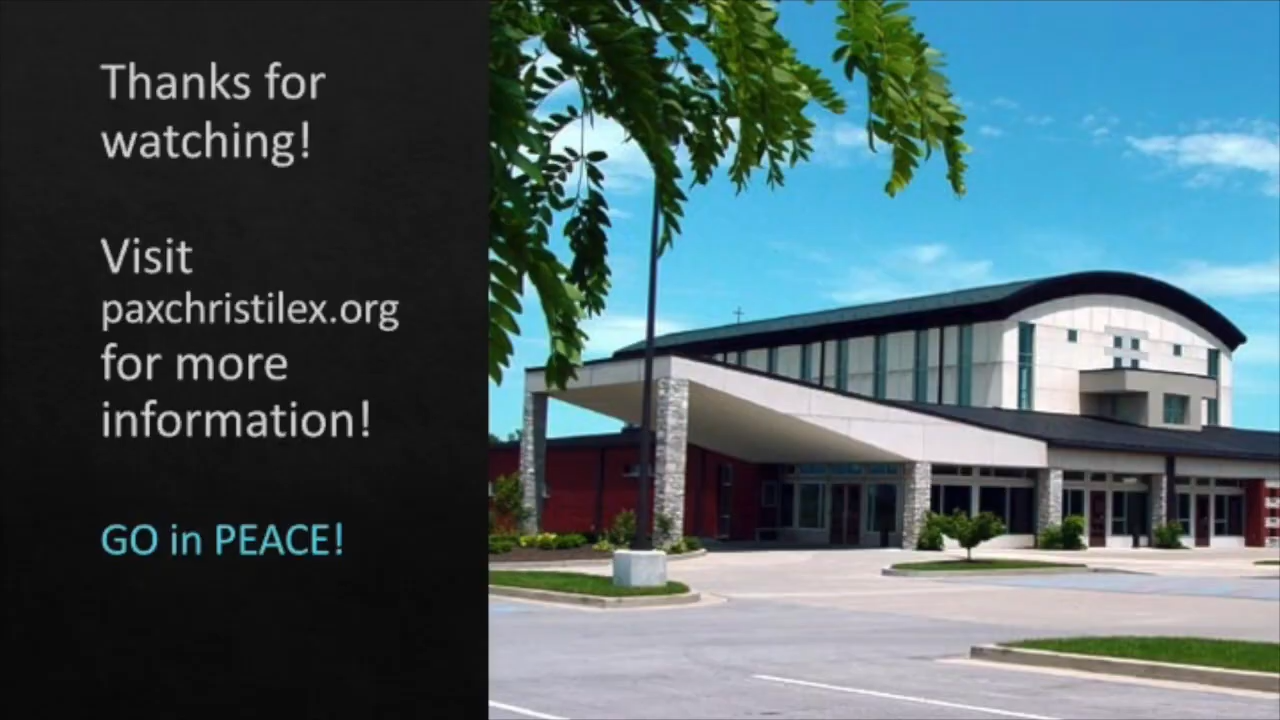 Thanks for
watching!
Visit
paxchristilex.org
for more
information!
GO in PEACE!